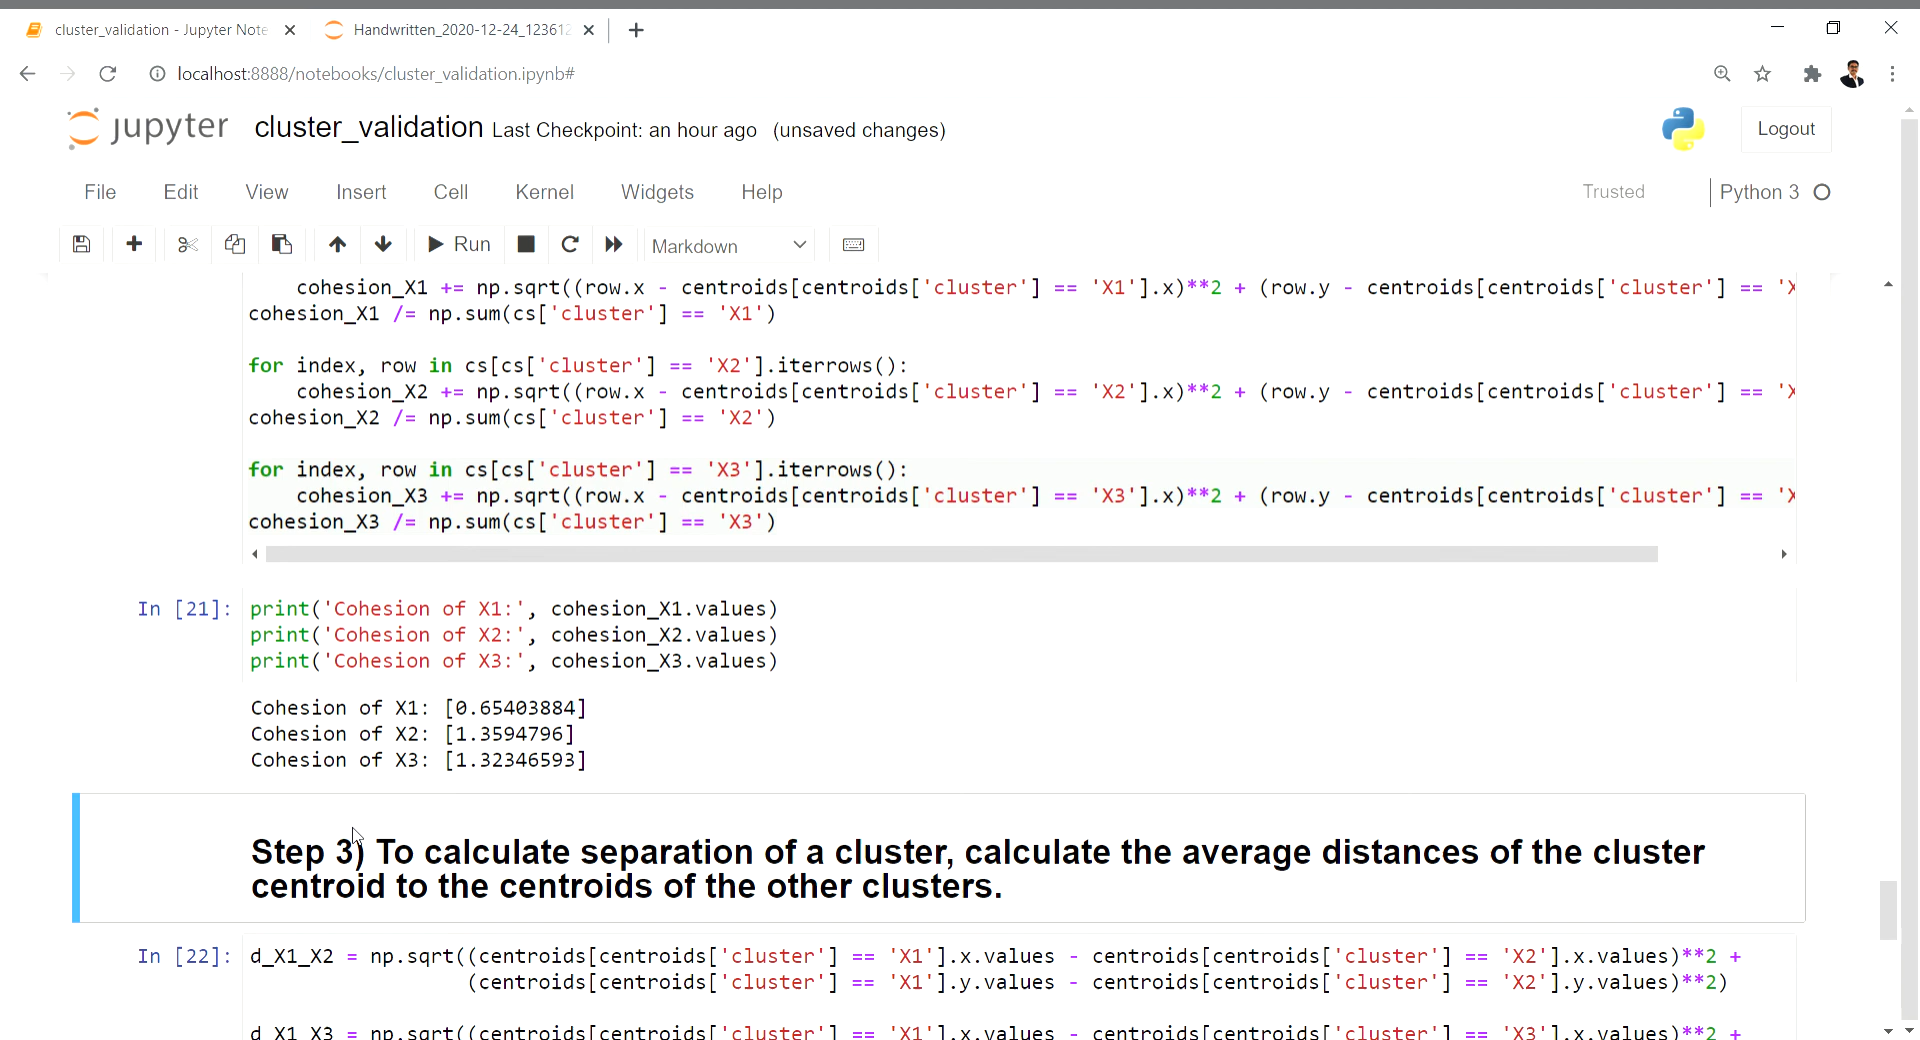 cluster_validation - Jupyter Note
Handwritten_2020-12-24_123612
localhost:8888/notebooks/cluster_validation.ipynb#
jupyter cluster_validation Last Checkpoint: an hour ago (unsaved changes)
Logout
File Edit View Insert Cell Kernel Widgets Help
Trusted
Python 3
Run
Markdown
cohesion_X1 += np.sqrt((row.x - centroids[centroids['cluster'] == 'X1'].x)**2 + (row.y - centroids[centroids['cluster'] == 'X
cohesion_X1 /= np.sum(cs['cluster'] == 'X1')
for index, row in cs[cs['cluster'] == 'X2'].iterrows():
cohesion_X2 += np.sqrt((row.x - centroids[centroids['cluster'] == 'X2'].x)**2 + (row.y - centroids[centroids['cluster'] == 'X
cohesion_X2 /= np.sum(cs['cluster'] == 'X2')
for index, row in cs[cs['cluster'] == 'X3'].iterrows():
cohesion_X3 += np.sqrt((row.x - centroids[centroids['cluster'] == 'X3'].x)**2 + (row.y - centroids[centroids['cluster'] == 'X
cohesion_X3 /= np.sum(cs['cluster'] == 'X3')
In [21]: print('Cohesion of X1:', cohesion_X1.values)
print('Cohesion of X2:', cohesion_X2.values)
print('Cohesion of X3:', cohesion_X3.values)
Cohesion of X1: [0.65403884]
Cohesion of X2: [1.3594796]
Cohesion of X3: [1.32346593]
Step 3) To calculate separation of a cluster, calculate the average distances of the cluster
centroid to the centroids of the other clusters.
In [22]: d_X1_X2 = np.sqrt((centroids[centroids['cluster'] == 'X1'].x.values - centroids[centroids['cluster'] == 'X2'].x.values)**2 +
(centroids[centroids['cluster'] == 'X1'].y.values - centroids[centroids['cluster'] == 'X2'].y.values)**2)
d_X1_X3 = np.sqrt((centroids[centroids['cluster'] == 'X1'].x.values - centroids[centroids['cluster'] == 'X3'].x.values)**2 +